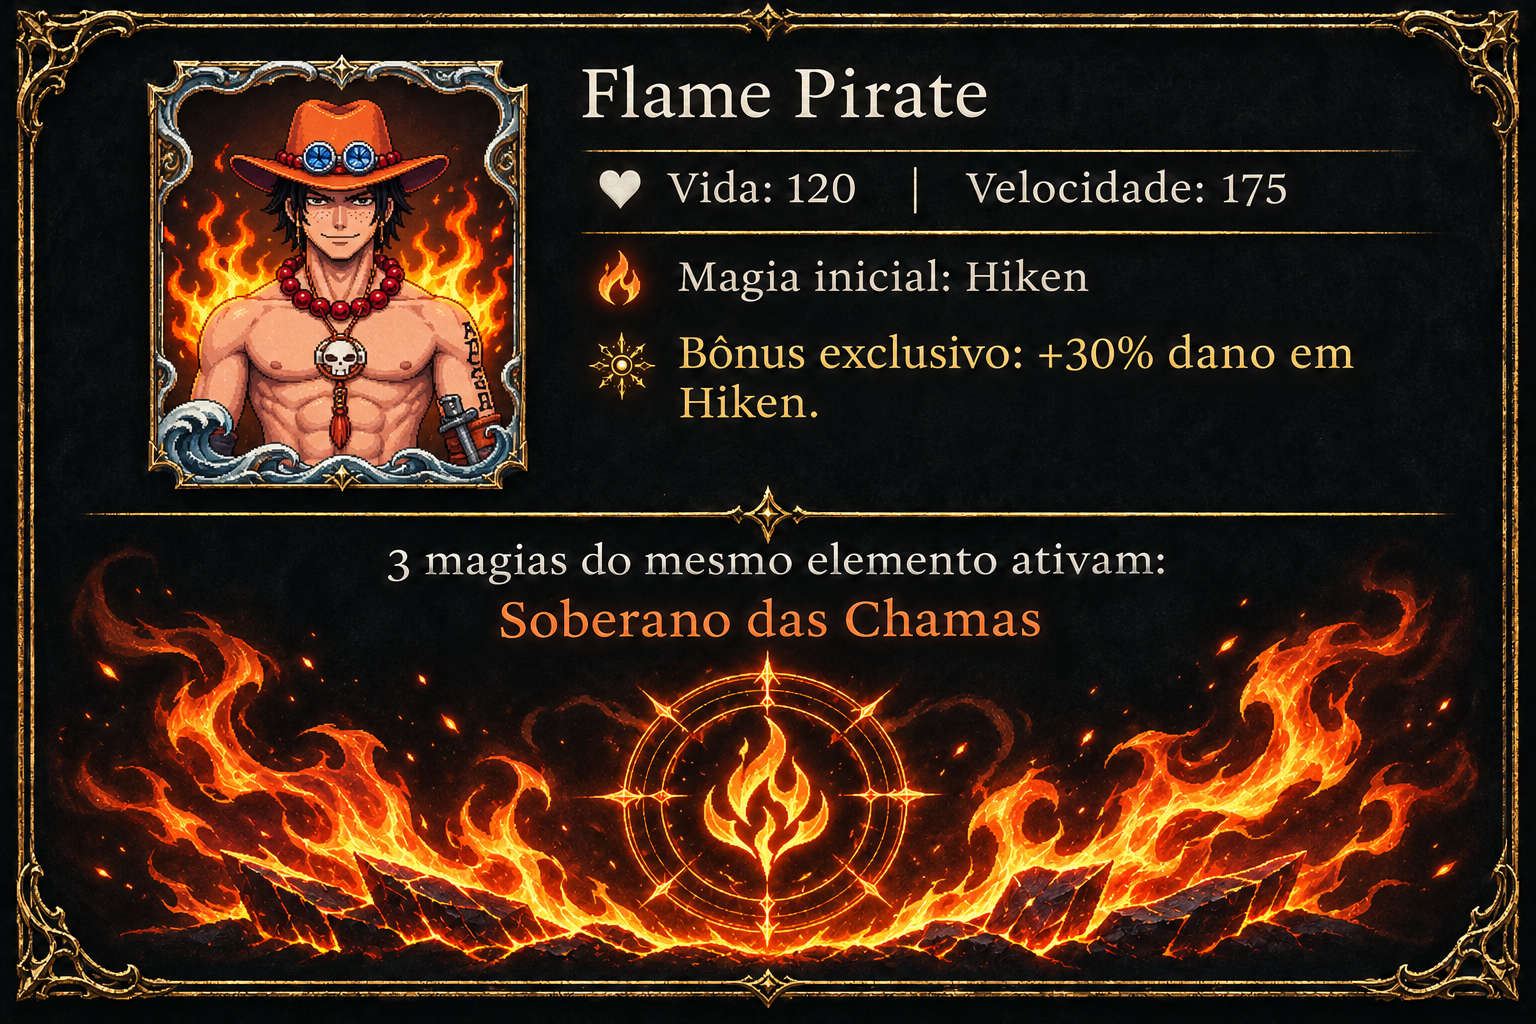 Flame Pirate
Vida: 120 | Velocidade: 175
Magia inicial: Hiken
Bônus exclusivo: +30% dano em
Hiken.
3 magias do mesmo elemento ativam:
Soberano das Chamas